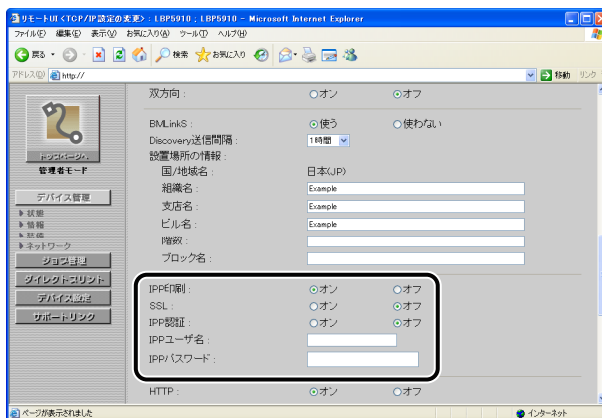 リモートUI <TCP/IP設定の変更> : LBP5910 ; LBP5910 - Microsoft Internet Explorer
ファイル(F) 編集(E) 表示(V) お気に入り(A) ツール(T) ヘルプ(H)
戻る 検索 お気に入り
アドレス(D) http:// 移動 リンク
双方向 : オン オフ
BMLinkS : 使う 使わない
Discovery送信間隔 : 1時間
設置場所の情報 :
国/地域名 : 日本(JP)
組織名 : Example
支店名 : Example
ビル名 : Example
階数 :
ブロック名 :
IPP印刷 : オン オフ
SSL : オン オフ
IPP認証 : オン オフ
IPPユーザ名 :
IPPパスワード :
HTTP : オン オフ
トップページへ
管理者モード
デバイス管理
状態
情報
ネットワーク
ジョブ管理
ダイレクトプリント
デバイス設定
サポートリンク
ページが表示されました インターネット